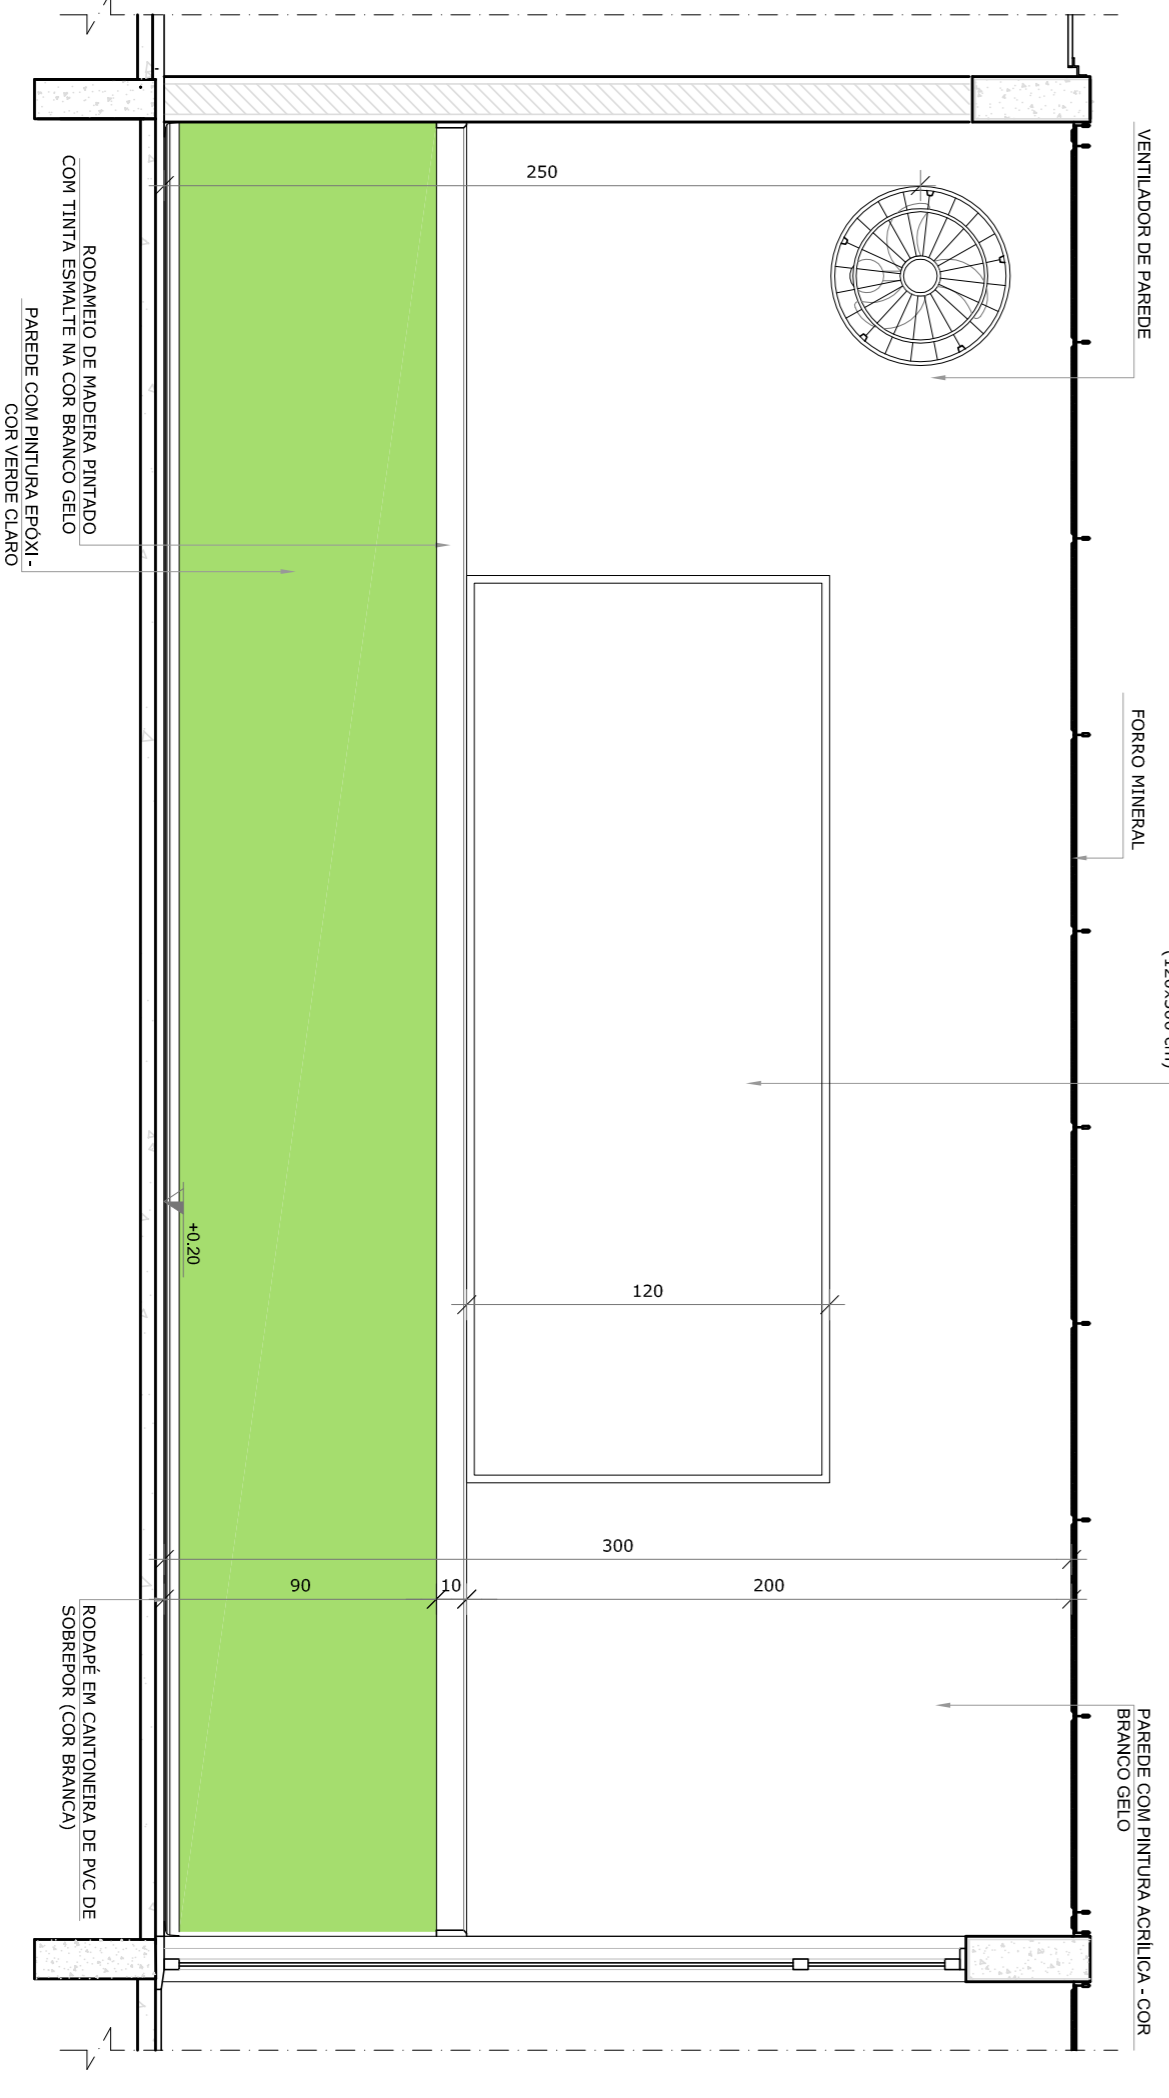 VENTILADOR DE PAREDE
FORRO MINERAL
(120x300 cm)
PAREDE COM PINTURA ACRÍLICA - COR
BRANCO GELO
250
120
300
90
10
200
+0.20
RODAMEIO DE MADEIRA PINTADO
COM TINTA ESMALTE NA COR BRANCO GELO
PAREDE COM PINTURA EPÓXI -
COR VERDE CLARO
RODAPÉ EM CANTONEIRA DE PVC DE
SOBREPOR (COR BRANCA)